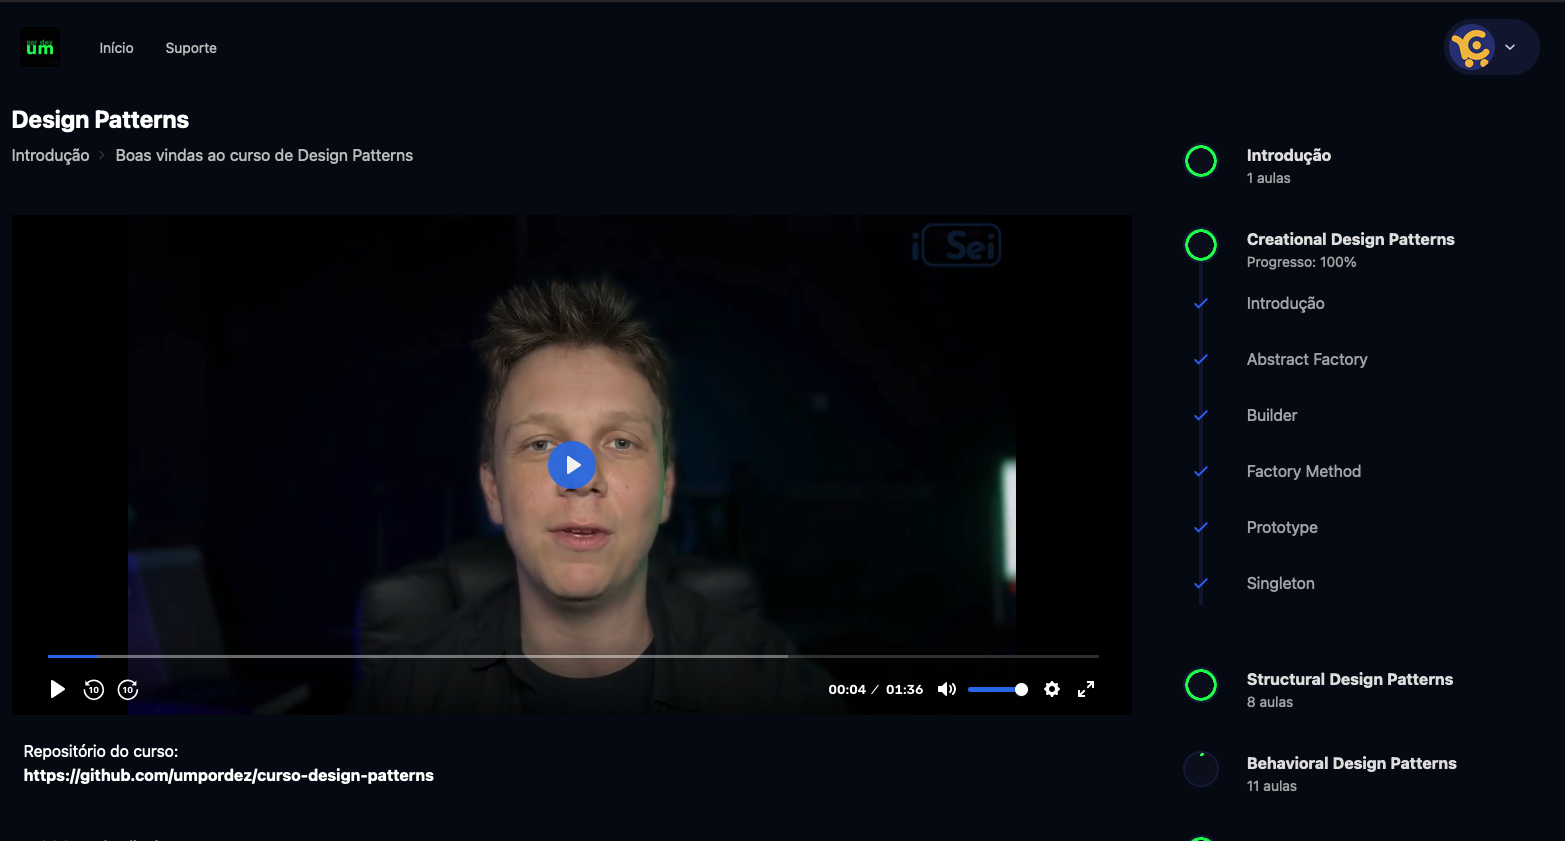 um
Início
Suporte
Design Patterns
Introdução
Boas vindas ao curso de Design Patterns
Introdução
1 aulas
Creational Design Patterns
Progresso: 100%
Introdução
Abstract Factory
Builder
Factory Method
Prototype
Singleton
Structural Design Patterns
8 aulas
Behavioral Design Patterns
11 aulas
iSei
10
10
00:04 / 01:36
Repositório do curso:
https://github.com/umpordez/curso-design-patterns